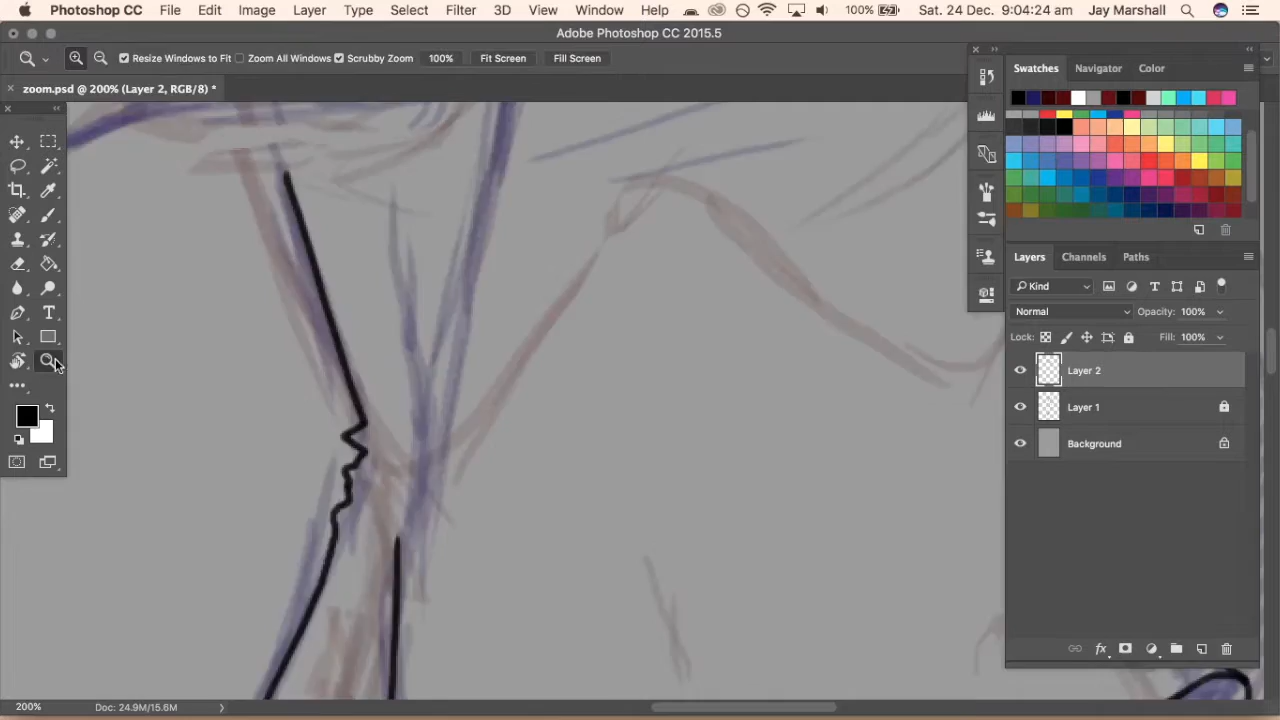 Photoshop CC File Edit Image Layer Type Select Filter 3D View Window Help 100% Sat. 24 Dec. 9:04:24 am Jay Marshall
Adobe Photoshop CC 2015.5
Resize Windows to Fit Zoom All Windows Scrubby Zoom 100% Fit Screen Fill Screen
zoom.psd @ 200% (Layer 2, RGB/8) *
Swatches Navigator Color
Layers Channels Paths
Kind
Normal Opacity: 100%
Lock: Fill: 100%
Layer 2
Layer 1
Background
fx
200% Doc: 24.9M/15.6M